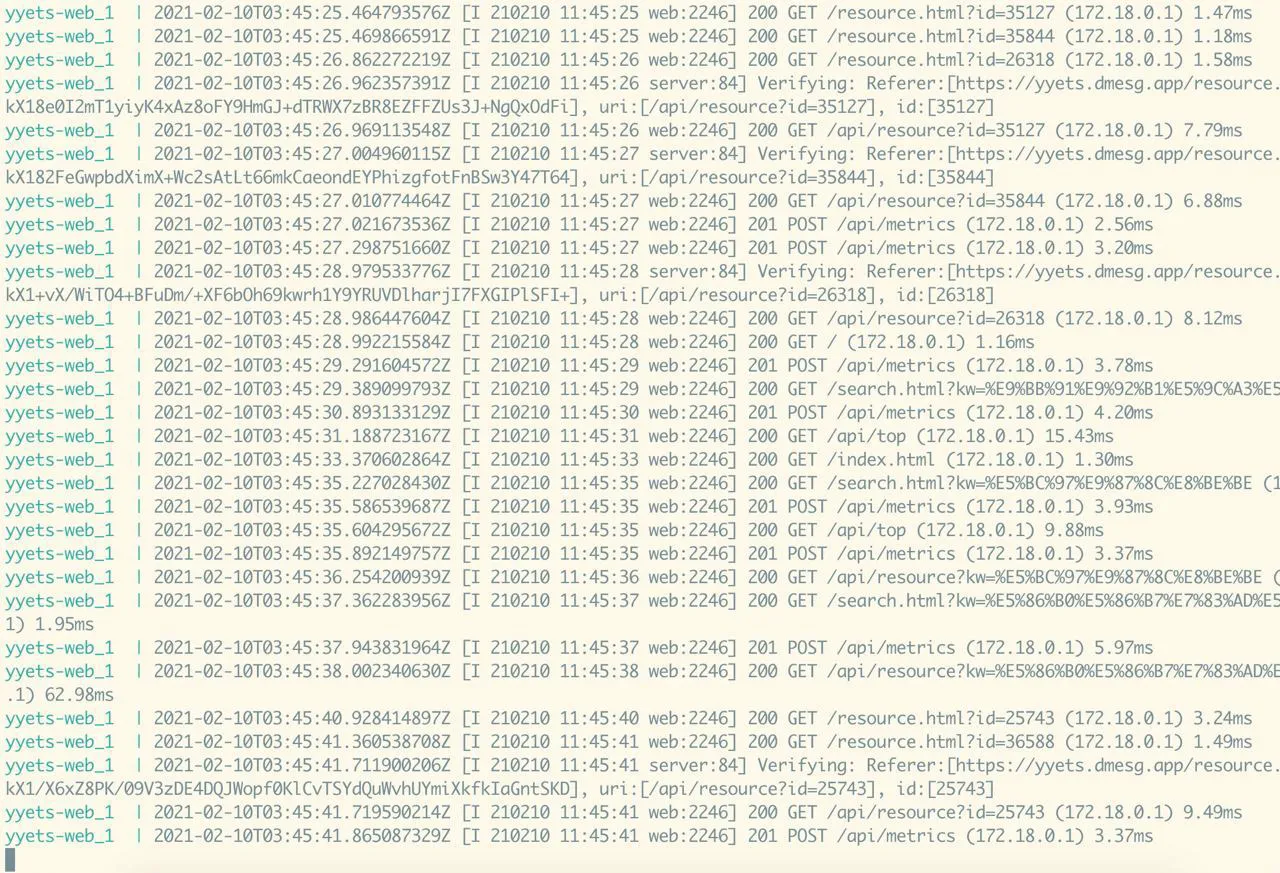 yyets-web_1  | 2021-02-10T03:45:25.464793576Z [I 210210 11:45:25 web:2246] 200 GET /resource.html?id=35127 (172.18.0.1) 1.47ms
yyets-web_1  | 2021-02-10T03:45:25.469866591Z [I 210210 11:45:25 web:2246] 200 GET /resource.html?id=35844 (172.18.0.1) 1.18ms
yyets-web_1  | 2021-02-10T03:45:26.862272219Z [I 210210 11:45:26 web:2246] 200 GET /resource.html?id=26318 (172.18.0.1) 1.58ms
yyets-web_1  | 2021-02-10T03:45:26.962357391Z [I 210210 11:45:26 server:84] Verifying: Referer:[https://yyets.dmesg.app/resource.
kX18e0I2mT1yiyK4xAz8oFY9HmGJ+dTRWX7zBR8EZFFZUs3J+NgQxOdFi], uri:[/api/resource?id=35127], id:[35127]
yyets-web_1  | 2021-02-10T03:45:26.969113548Z [I 210210 11:45:26 web:2246] 200 GET /api/resource?id=35127 (172.18.0.1) 7.79ms
yyets-web_1  | 2021-02-10T03:45:27.004960115Z [I 210210 11:45:27 server:84] Verifying: Referer:[https://yyets.dmesg.app/resource.
kX182FeGwpbdXimX+Wc2sAtLt66mkCaeondEYPhizgfotFnBSw3Y47T64], uri:[/api/resource?id=35844], id:[35844]
yyets-web_1  | 2021-02-10T03:45:27.010774464Z [I 210210 11:45:27 web:2246] 200 GET /api/resource?id=35844 (172.18.0.1) 6.88ms
yyets-web_1  | 2021-02-10T03:45:27.021673536Z [I 210210 11:45:27 web:2246] 201 POST /api/metrics (172.18.0.1) 2.56ms
yyets-web_1  | 2021-02-10T03:45:27.298751660Z [I 210210 11:45:27 web:2246] 201 POST /api/metrics (172.18.0.1) 3.20ms
yyets-web_1  | 2021-02-10T03:45:28.979533776Z [I 210210 11:45:28 server:84] Verifying: Referer:[https://yyets.dmesg.app/resource.
kX1+vX/WiTO4+BFuDm/+XF6bOh69kwrh1Y9YRUVDlharjI7FXGIPlSFI+], uri:[/api/resource?id=26318], id:[26318]
yyets-web_1  | 2021-02-10T03:45:28.986447604Z [I 210210 11:45:28 web:2246] 200 GET /api/resource?id=26318 (172.18.0.1) 8.12ms
yyets-web_1  | 2021-02-10T03:45:28.992215584Z [I 210210 11:45:28 web:2246] 200 GET / (172.18.0.1) 1.16ms
yyets-web_1  | 2021-02-10T03:45:29.291604572Z [I 210210 11:45:29 web:2246] 201 POST /api/metrics (172.18.0.1) 3.78ms
yyets-web_1  | 2021-02-10T03:45:29.389099793Z [I 210210 11:45:29 web:2246] 200 GET /search.html?kw=%E9%BB%91%E9%92%B1%E5%9C%A3%E5
yyets-web_1  | 2021-02-10T03:45:30.893133129Z [I 210210 11:45:30 web:2246] 201 POST /api/metrics (172.18.0.1) 4.20ms
yyets-web_1  | 2021-02-10T03:45:31.188723167Z [I 210210 11:45:31 web:2246] 200 GET /api/top (172.18.0.1) 15.43ms
yyets-web_1  | 2021-02-10T03:45:33.370602864Z [I 210210 11:45:33 web:2246] 200 GET /index.html (172.18.0.1) 1.30ms
yyets-web_1  | 2021-02-10T03:45:35.227028430Z [I 210210 11:45:35 web:2246] 200 GET /search.html?kw=%E5%BC%97%E9%87%8C%E8%BE%BE (1
yyets-web_1  | 2021-02-10T03:45:35.586539687Z [I 210210 11:45:35 web:2246] 201 POST /api/metrics (172.18.0.1) 3.93ms
yyets-web_1  | 2021-02-10T03:45:35.604295672Z [I 210210 11:45:35 web:2246] 200 GET /api/top (172.18.0.1) 9.88ms
yyets-web_1  | 2021-02-10T03:45:35.892149757Z [I 210210 11:45:35 web:2246] 201 POST /api/metrics (172.18.0.1) 3.37ms
yyets-web_1  | 2021-02-10T03:45:36.254200939Z [I 210210 11:45:36 web:2246] 200 GET /api/resource?kw=%E5%BC%97%E9%87%8C%E8%BE%BE (
yyets-web_1  | 2021-02-10T03:45:37.362283956Z [I 210210 11:45:37 web:2246] 200 GET /search.html?kw=%E5%86%B0%E5%86%B7%E7%83%AD%E5
1) 1.95ms
yyets-web_1  | 2021-02-10T03:45:37.943831964Z [I 210210 11:45:37 web:2246] 201 POST /api/metrics (172.18.0.1) 5.97ms
yyets-web_1  | 2021-02-10T03:45:38.002340630Z [I 210210 11:45:38 web:2246] 200 GET /api/resource?kw=%E5%86%B0%E5%86%B7%E7%83%AD%E
.1) 62.98ms
yyets-web_1  | 2021-02-10T03:45:40.928414897Z [I 210210 11:45:40 web:2246] 200 GET /resource.html?id=25743 (172.18.0.1) 3.24ms
yyets-web_1  | 2021-02-10T03:45:41.360538708Z [I 210210 11:45:41 web:2246] 200 GET /resource.html?id=36588 (172.18.0.1) 1.49ms
yyets-web_1  | 2021-02-10T03:45:41.711900206Z [I 210210 11:45:41 server:84] Verifying: Referer:[https://yyets.dmesg.app/resource.
kX1/X6xZ8PK/09V3zDE4DQJWopf0KlCvTSYdQuWvhUYmiXkfkIaGntSKD], uri:[/api/resource?id=25743], id:[25743]
yyets-web_1  | 2021-02-10T03:45:41.719590214Z [I 210210 11:45:41 web:2246] 200 GET /api/resource?id=25743 (172.18.0.1) 9.49ms
yyets-web_1  | 2021-02-10T03:45:41.865087329Z [I 210210 11:45:41 web:2246] 201 POST /api/metrics (172.18.0.1) 3.37ms